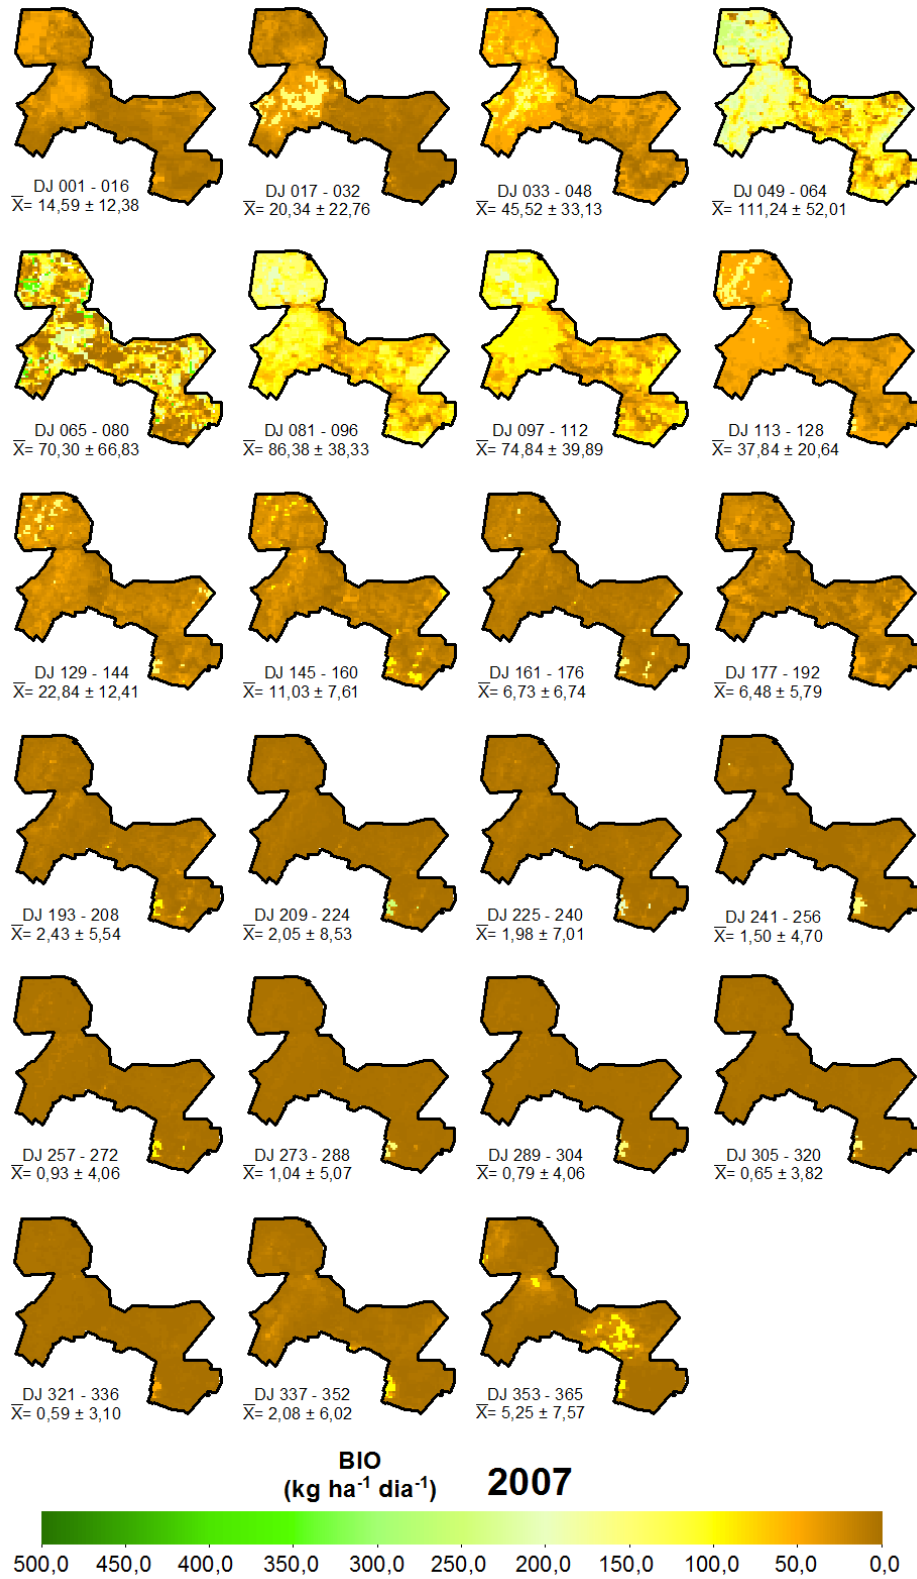 DJ 001 - 016
X= 14,59 ± 12,38
DJ 017 - 032
X= 20,34 ± 22,76
DJ 033 - 048
X= 45,52 ± 33,13
DJ 049 - 064
X= 111,24 ± 52,01
DJ 065 - 080
X= 70,30 ± 66,83
DJ 081 - 096
X= 86,38 ± 38,33
DJ 097 - 112
X= 74,84 ± 39,89
DJ 113 - 128
X= 37,84 ± 20,64
DJ 129 - 144
X= 22,84 ± 12,41
DJ 145 - 160
X= 11,03 ± 7,61
DJ 161 - 176
X= 6,73 ± 6,74
DJ 177 - 192
X= 6,48 ± 5,79
DJ 193 - 208
X= 2,43 ± 5,54
DJ 209 - 224
X= 2,05 ± 8,53
DJ 225 - 240
X= 1,98 ± 7,01
DJ 241 - 256
X= 1,50 ± 4,70
DJ 257 - 272
X= 0,93 ± 4,06
DJ 273 - 288
X= 1,04 ± 5,07
DJ 289 - 304
X= 0,79 ± 4,06
DJ 305 - 320
X= 0,65 ± 3,82
DJ 321 - 336
X= 0,59 ± 3,10
DJ 337 - 352
X= 2,08 ± 6,02
DJ 353 - 365
X= 5,25 ± 7,57
BIO
(kg ha⁻¹ dia⁻¹)
2007
500,0 450,0 400,0 350,0 300,0 250,0 200,0 150,0 100,0 50,0 0,0